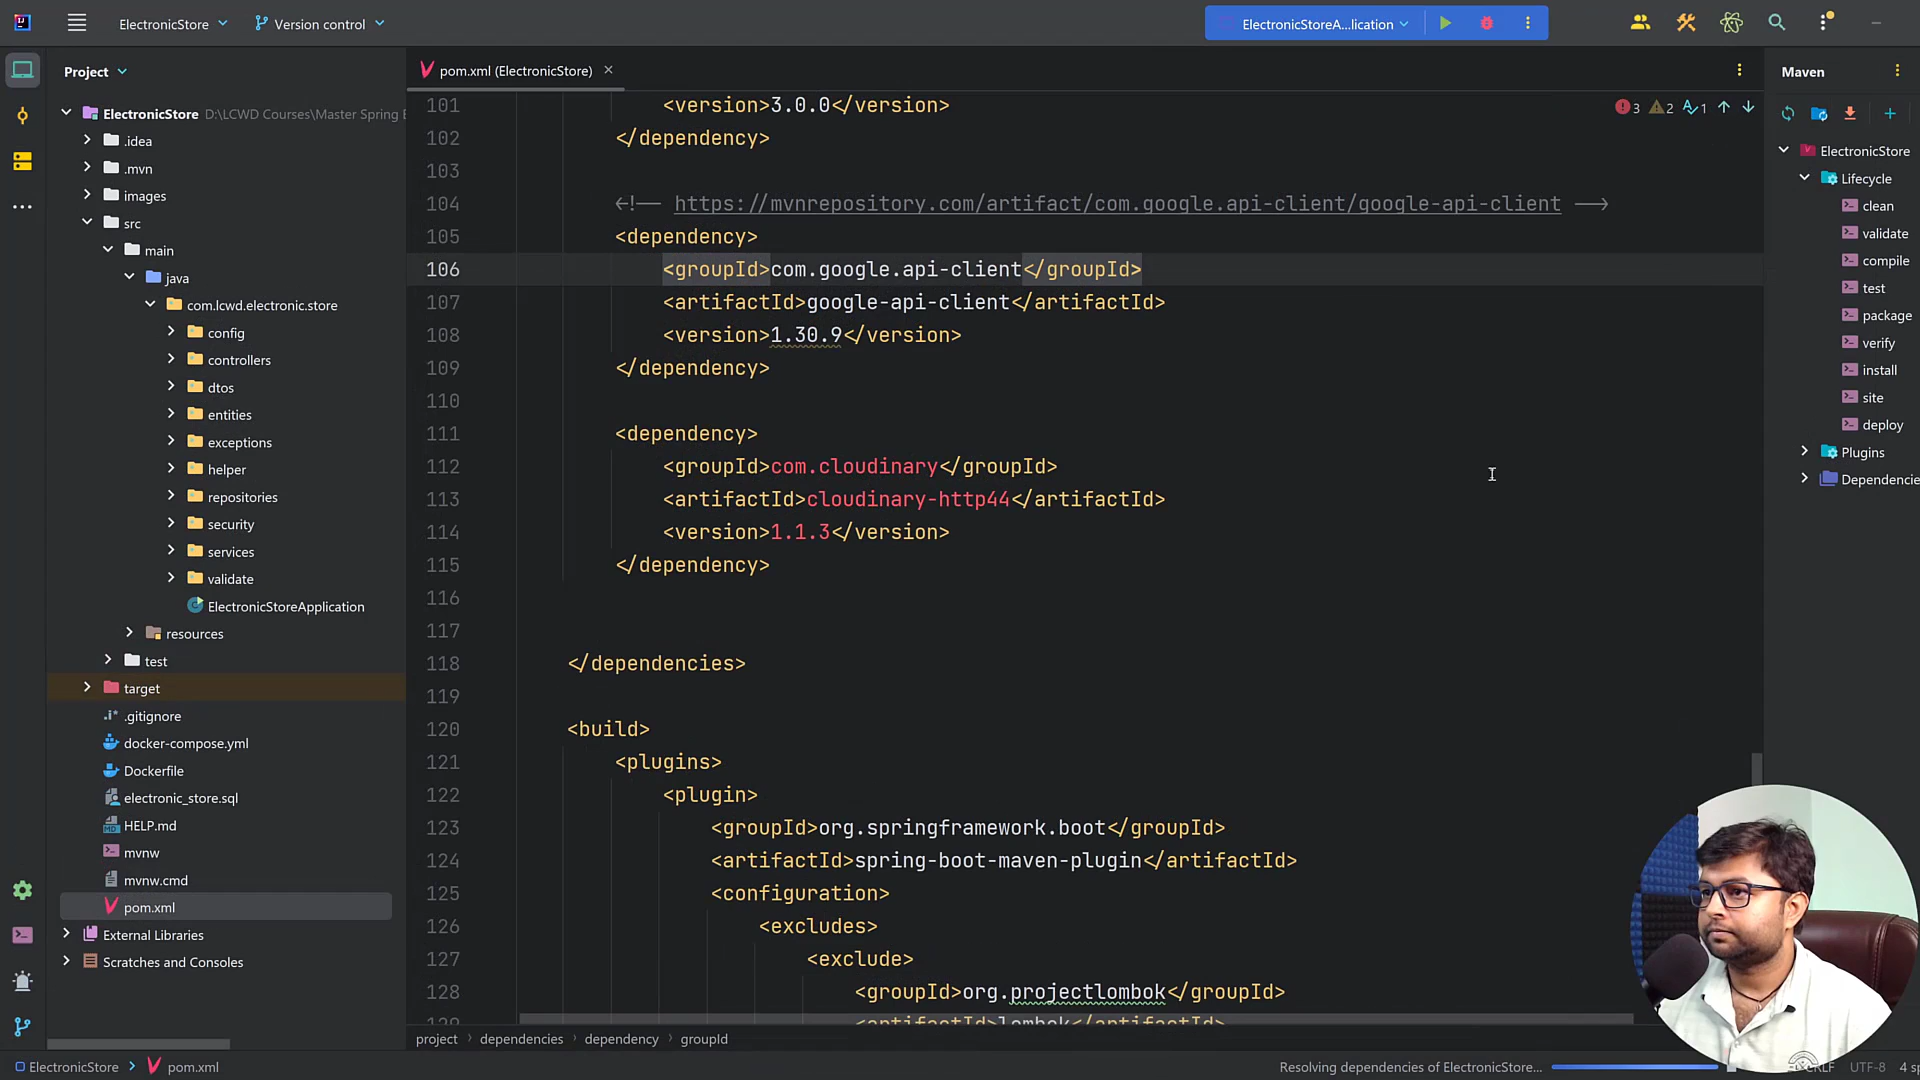 ElectronicStore
Version control
ElectronicStoreA...lication
Project
pom.xml (ElectronicStore)
Maven
ElectronicStore D:\LCWD Courses\Master Spring B
.idea
.mvn
images
src
main
java
com.lcwd.electronic.store
config
controllers
dtos
entities
exceptions
helper
repositories
security
services
validate
ElectronicStoreApplication
resources
test
target
.gitignore
docker-compose.yml
Dockerfile
electronic_store.sql
HELP.md
mvnw
mvnw.cmd
pom.xml
External Libraries
Scratches and Consoles
3 2 1
101 <version>3.0.0</version>
102 </dependency>
103
104 <!-- https://mvnrepository.com/artifact/com.google.api-client/google-api-client -->
105 <dependency>
106 <groupId>com.google.api-client</groupId>
107 <artifactId>google-api-client</artifactId>
108 <version>1.30.9</version>
109 </dependency>
110
111 <dependency>
112 <groupId>com.cloudinary</groupId>
113 <artifactId>cloudinary-http44</artifactId>
114 <version>1.1.3</version>
115 </dependency>
116
117
118 </dependencies>
119
120 <build>
121 <plugins>
122 <plugin>
123 <groupId>org.springframework.boot</groupId>
124 <artifactId>spring-boot-maven-plugin</artifactId>
125 <configuration>
126 <excludes>
127 <exclude>
128 <groupId>org.projectlombok</groupId>
129 <artifactId>lombok</artifactId>
ElectronicStore
Lifecycle
clean
validate
compile
test
package
verify
install
site
deploy
Plugins
Dependencie
project > dependencies > dependency > groupId
ElectronicStore > pom.xml
Resolving dependencies of ElectronicStore...
CRLF UTF-8 4 sp